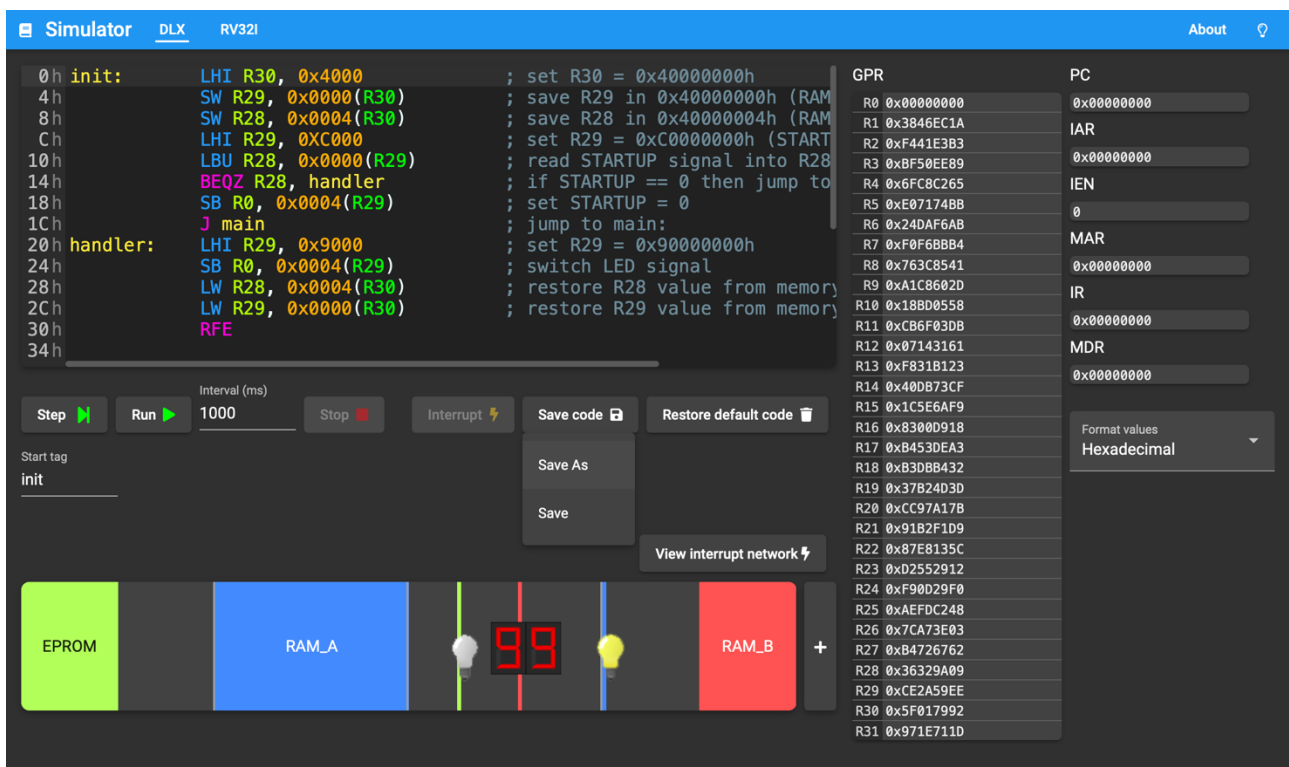 Simulator DLX RV32I About
0h init: LHI R30, 0x4000 ; set R30 = 0x40000000h
4h SW R29, 0x0000(R30) ; save R29 in 0x40000000h (RAM
8h SW R28, 0x0004(R30) ; save R28 in 0x40000004h (RAM
Ch LHI R29, 0XC000 ; set R29 = 0xC0000000h (START
10h LBU R28, 0x0000(R29) ; read STARTUP signal into R28
14h BEQZ R28, handler ; if STARTUP == 0 then jump to
18h SB R0, 0x0004(R29) ; set STARTUP = 0
1Ch J main ; jump to main:
20h handler: LHI R29, 0x9000 ; set R29 = 0x90000000h
24h SB R0, 0x0004(R29) ; switch LED signal
28h LW R28, 0x0004(R30) ; restore R28 value from memory
2Ch LW R29, 0x0000(R30) ; restore R29 value from memory
30h RFE
34h
Interval (ms)
Step Run 1000 Stop Interrupt Save code Restore default code
Start tag
init
Save As
Save
View interrupt network
EPROM RAM_A 99 RAM_B +
GPR
R0 0x00000000
R1 0x3846EC1A
R2 0xF441E3B3
R3 0xBF50EE89
R4 0x6FC8C265
R5 0xE07174BB
R6 0x24DAF6AB
R7 0xF0F6BBB4
R8 0x763C8541
R9 0xA1C8602D
R10 0x18BD0558
R11 0xCB6F03DB
R12 0x07143161
R13 0xF831B123
R14 0x40DB73CF
R15 0x1C5E6AF9
R16 0x8300D918
R17 0xB453DEA3
R18 0xB3DBB432
R19 0x37B24D3D
R20 0xCC97A17B
R21 0x91B2F1D9
R22 0x87E8135C
R23 0xD2552912
R24 0xF90D29F0
R25 0xAEFDC248
R26 0x7CA73E03
R27 0xB4726762
R28 0x36329A09
R29 0xCE2A59EE
R30 0x5F017992
R31 0x971E711D
PC
0x00000000
IAR
0x00000000
IEN
0
MAR
0x00000000
IR
0x00000000
MDR
0x00000000
Format values
Hexadecimal